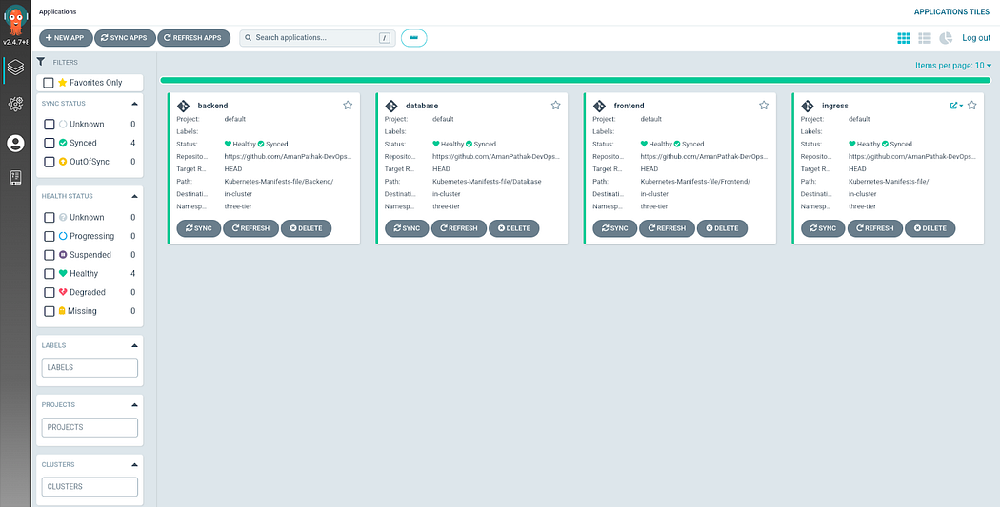 Applications
APPLICATIONS TILES
v2.4.7+
NEW APP
SYNC APPS
REFRESH APPS
Search applications...
/
Log out
FILTERS
Items per page: 10
Favorites Only
SYNC STATUS
Unknown 0
Synced 4
OutOfSync 0
HEALTH STATUS
Unknown 0
Progressing 0
Suspended 0
Healthy 4
Degraded 0
Missing 0
LABELS
LABELS
PROJECTS
PROJECTS
CLUSTERS
CLUSTERS
backend
Project: default
Labels:
Status: Healthy Synced
Reposito... https://github.com/AmanPathak-DevOps...
Target R... HEAD
Path: Kubernetes-Manifests-file/Backend/
Destinati... in-cluster
Namesp... three-tier
SYNC REFRESH DELETE
database
Project: default
Labels:
Status: Healthy Synced
Reposito... https://github.com/AmanPathak-DevOps...
Target R... HEAD
Path: Kubernetes-Manifests-file/Database
Destinati... in-cluster
Namesp... three-tier
SYNC REFRESH DELETE
frontend
Project: default
Labels:
Status: Healthy Synced
Reposito... https://github.com/AmanPathak-DevOps...
Target R... HEAD
Path: Kubernetes-Manifests-file/Frontend/
Destinati... in-cluster
Namesp... three-tier
SYNC REFRESH DELETE
ingress
Project: default
Labels:
Status: Healthy Synced
Reposito... https://github.com/AmanPathak-DevOps...
Target R... HEAD
Path: Kubernetes-Manifests-file/
Destinati... in-cluster
Namesp... three-tier
SYNC REFRESH DELETE